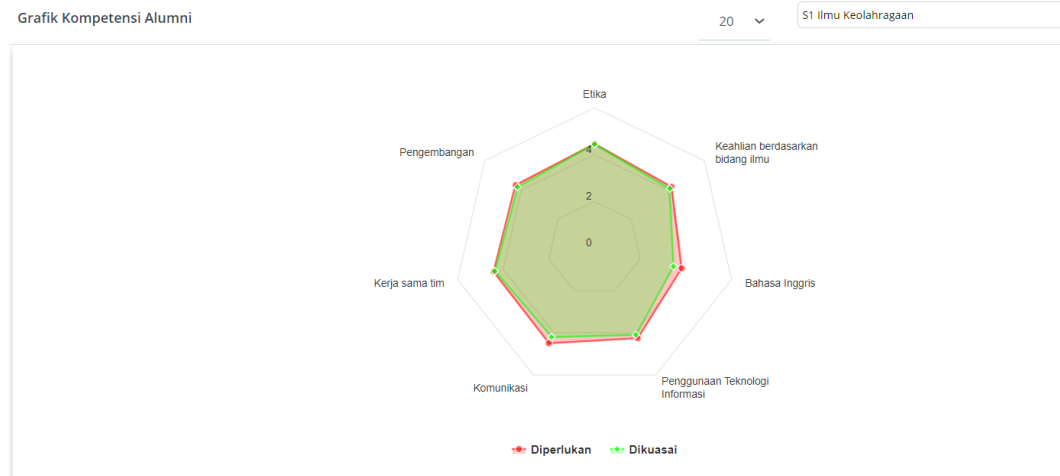 Grafik Kompetensi Alumni
20
S1 Ilmu Keolahragaan
Etika
Pengembangan
Keahlian berdasarkan
bidang ilmu
4
2
0
Kerja sama tim
Bahasa Inggris
Komunikasi
Penggunaan Teknologi
Informasi
Diperlukan
Dikuasai